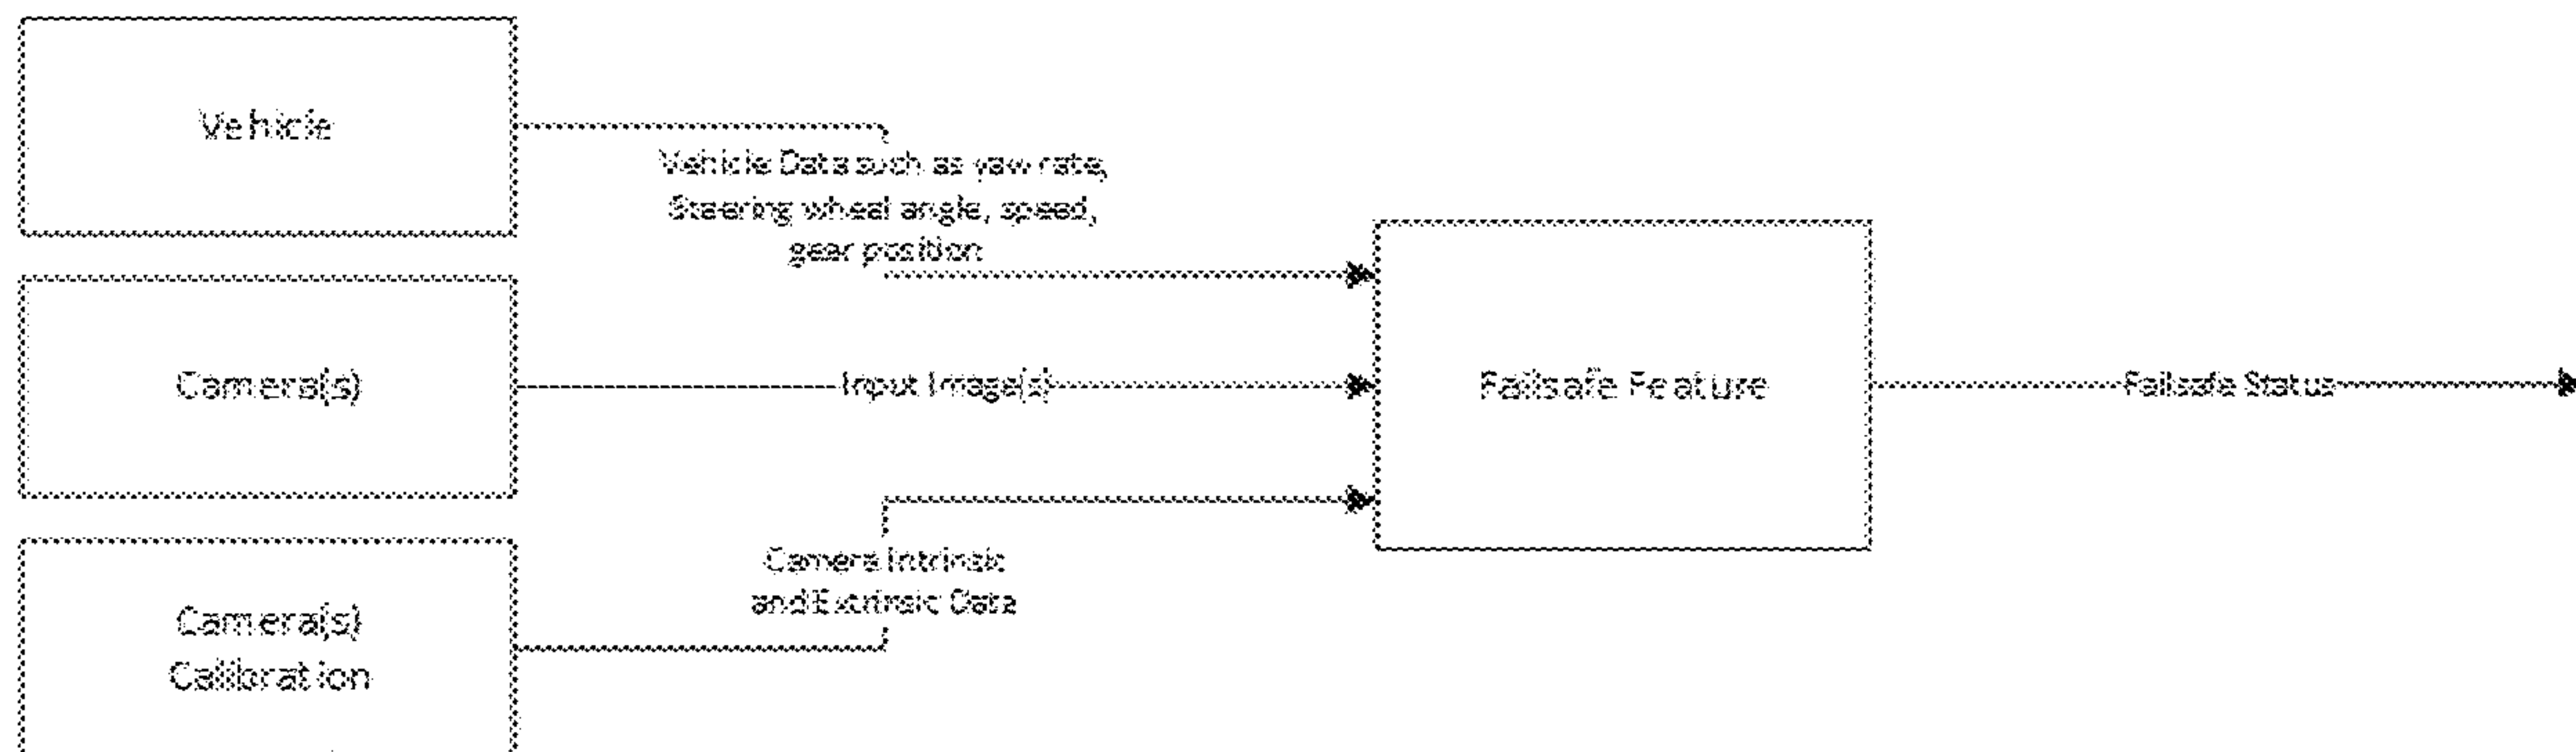 Vehicle
Vehicle Data such as yaw rate,
Steering wheel angle, speed,
gear position
Camera(s)
Input Image(s)
Failsafe Feature
Failsafe Status
Camera Intrinsic
and Extrinsic Data
Camera(s)
Calibration